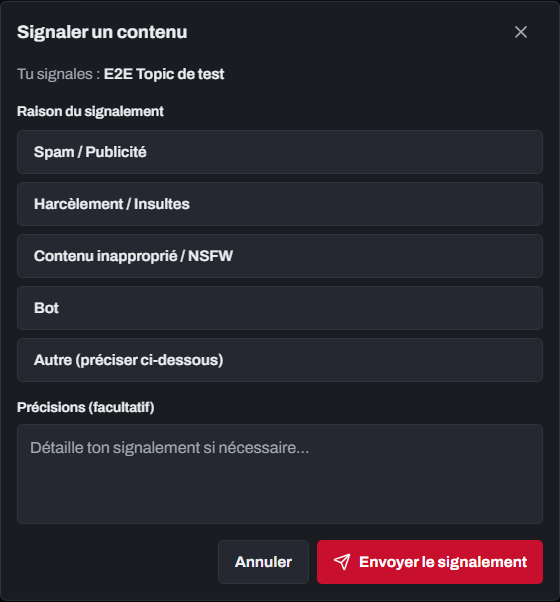 Signaler un contenu
Tu signales : E2E Topic de test
Raison du signalement
Spam / Publicité
Harcèlement / Insultes
Contenu inapproprié / NSFW
Bot
Autre (préciser ci-dessous)
Précisions (facultatif)
Détaille ton signalement si nécessaire...
Annuler
Envoyer le signalement